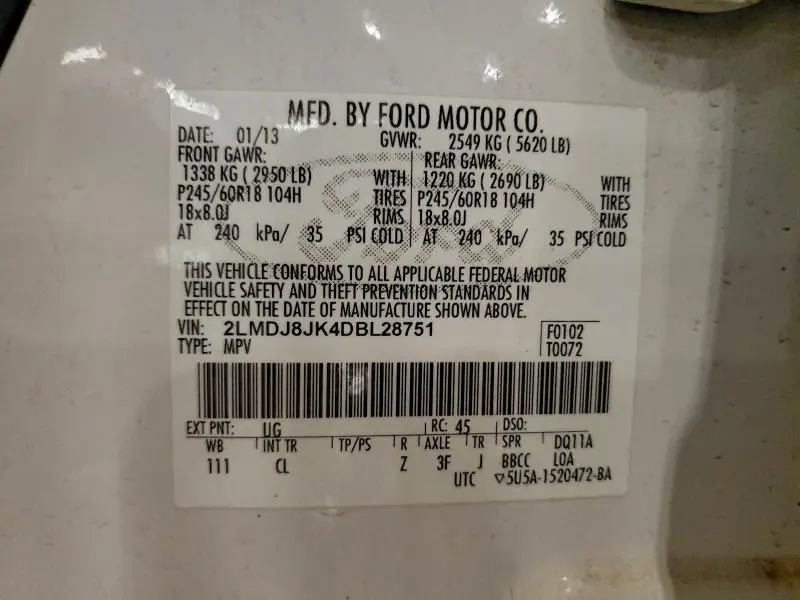 MFD. BY FORD MOTOR CO.
DATE: 01/13 GVWR: 2549 KG ( 5620 LB)
FRONT GAWR: REAR GAWR:
1338 KG ( 2950 LB) WITH 1220 KG ( 2690 LB) WITH
P245/60R18 104H TIRES P245/60R18 104H TIRES
18x8.0J RIMS 18x8.0J RIMS
AT 240 kPa/ 35 PSI COLD AT 240 kPa/ 35 PSI COLD
THIS VEHICLE CONFORMS TO ALL APPLICABLE FEDERAL MOTOR
VEHICLE SAFETY AND THEFT PREVENTION STANDARDS IN
EFFECT ON THE DATE OF MANUFACTURE SHOWN ABOVE.
VIN: 2LMDJ8JK4DBL28751 F0102
TYPE: MPV T0072
EXT PNT: UG RC: 45 DSO:
WB INT TR TP/PS R AXLE TR SPR DQ11A
111 CL Z 3F J BBCC LOA
UTC ▽5U5A-1520472-BA